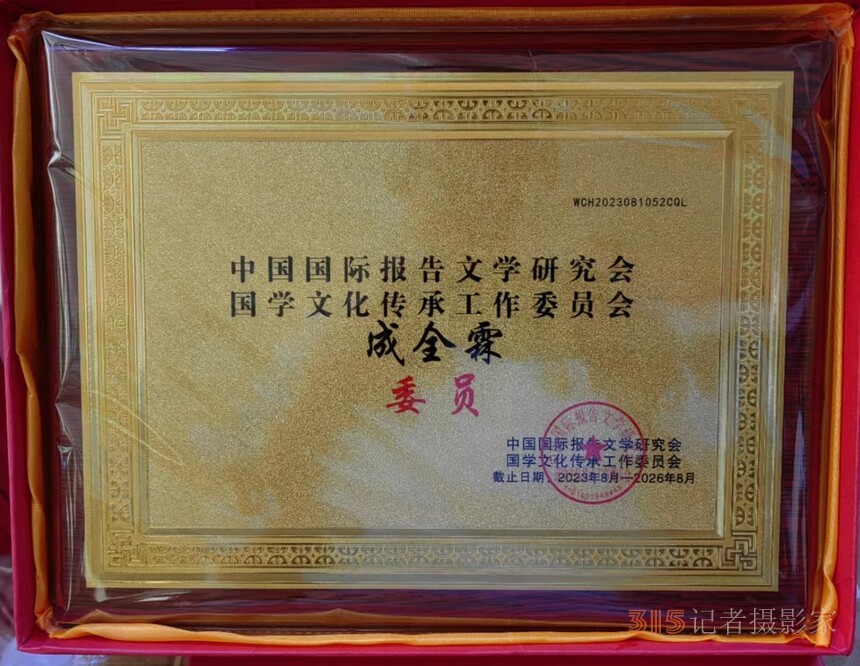 WCH2023081052CQL
中国国际报告文学研究会
国学文化传承工作委员会
成全霖
委员
中国国际报告文学研究会
国学文化传承工作委员会
截止日期：2023年8月—2026年8月
315记者摄影家